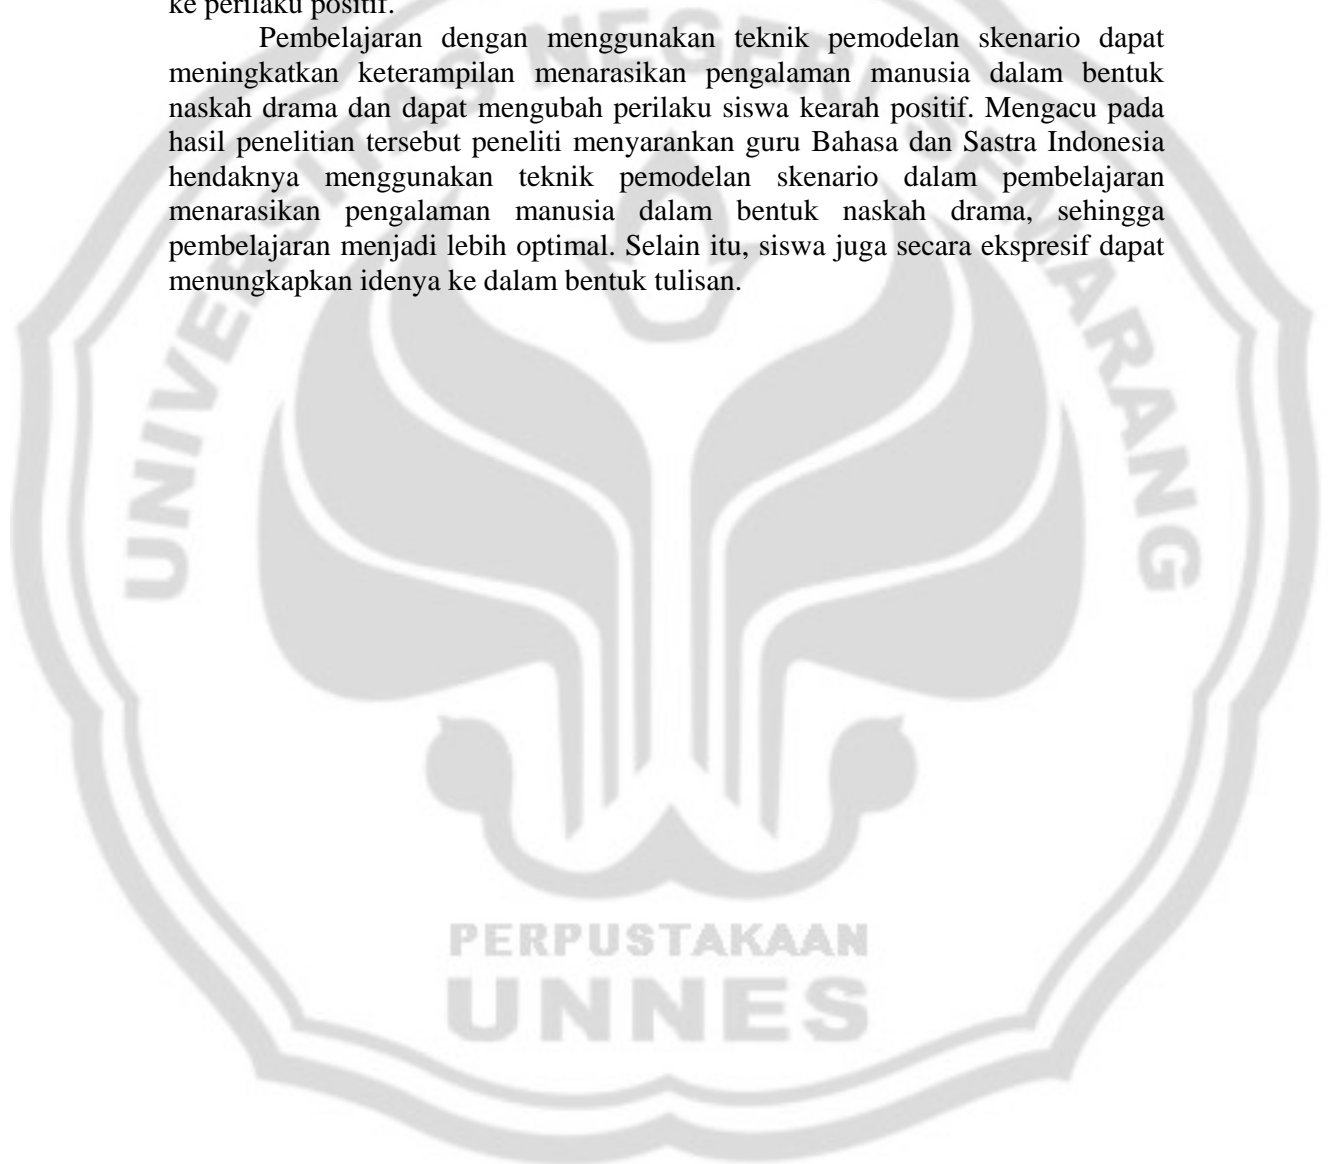 ke perilaku positif.
Pembelajaran dengan menggunakan teknik pemodelan skenario dapat
meningkatkan keterampilan menarasikan pengalaman manusia dalam bentuk
naskah drama dan dapat mengubah perilaku siswa kearah positif. Mengacu pada
hasil penelitian tersebut peneliti menyarankan guru Bahasa dan Sastra Indonesia
hendaknya menggunakan teknik pemodelan skenario dalam pembelajaran
menarasikan pengalaman manusia dalam bentuk naskah drama, sehingga
pembelajaran menjadi lebih optimal. Selain itu, siswa juga secara ekspresif dapat
menungkapkan idenya ke dalam bentuk tulisan.
UNIVERSITAS NEGERI SEMARANG
PERPUSTAKAAN
UNNES